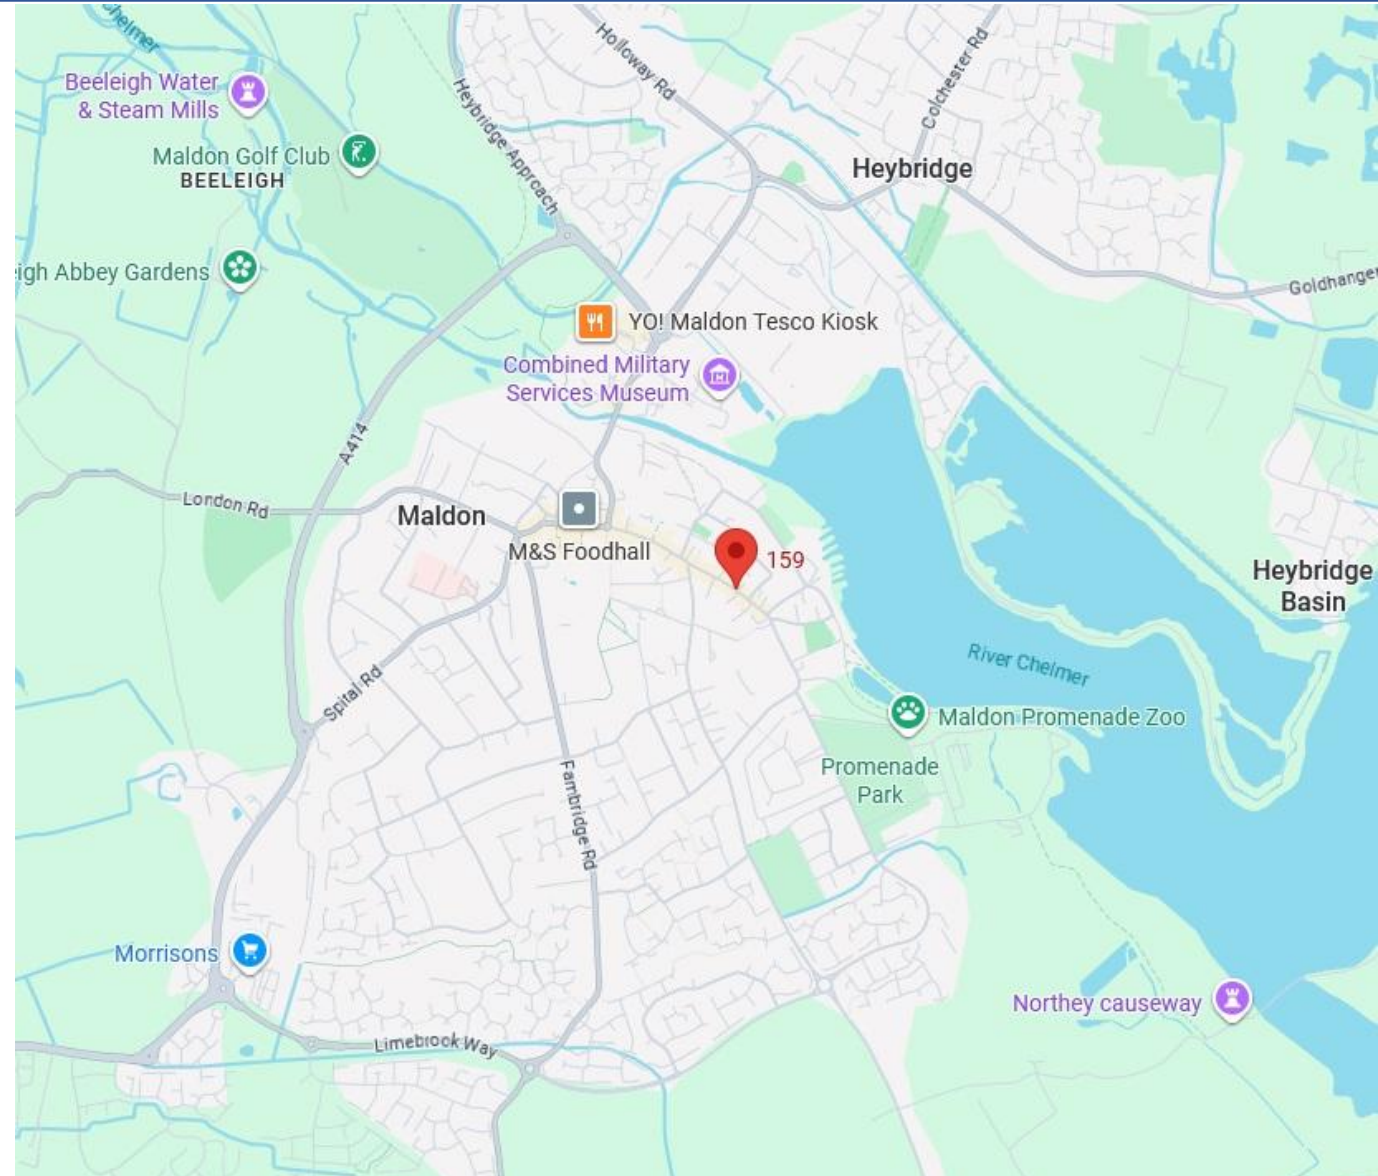 Chelmer
Holloway Rd
Colchester Rd
Beeleigh Water
& Steam Mills
Heybridge Approach
Maldon Golf Club
BEELEIGH
Heybridge
igh Abbey Gardens
Goldhanger
YO! Maldon Tesco Kiosk
Combined Military
Services Museum
A414
London Rd
Maldon
M&S Foodhall
159
Heybridge
Basin
River Chelmer
Spital Rd
Maldon Promenade Zoo
Promenade
Park
Fambridge Rd
Morrisons
Northey causeway
Limebrook Way